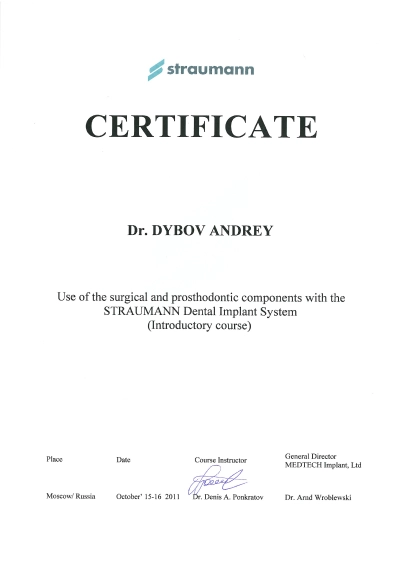 straumann
CERTIFICATE
Dr. DYBOV ANDREY
Use of the surgical and prosthodontic components with the
STRAUMANN Dental Implant System
(Introductory course)
Place Date Course Instructor General Director
MEDTECH Implant, Ltd
Moscow/ Russia October' 15-16 2011 Dr. Denis A. Ponkratov Dr. Arad Wroblewski